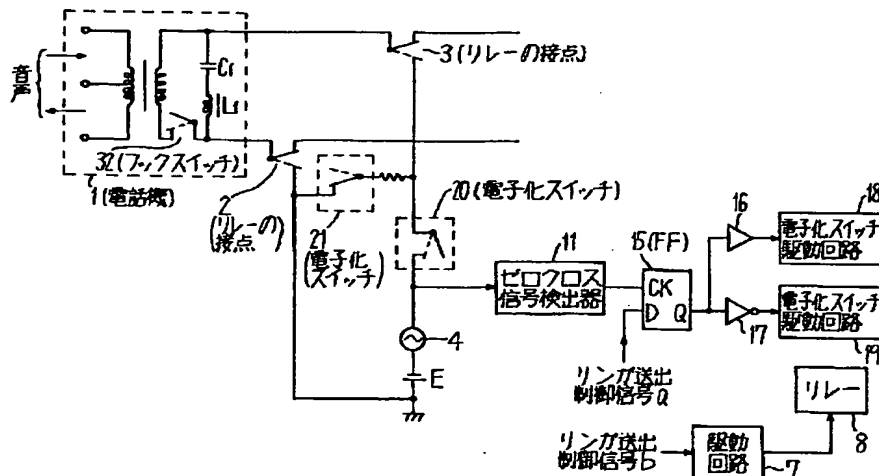 3(リレーの接点)
音声
Cr
Lr
32(フックスイッチ)
1(電話機)
2
(リレーの
接点)
21
(電子化
スイッチ)
20(電子化スイッチ)
11
ゼロクロス
信号検出器
15(FF)
CK
D Q
16
17
18
電子化スイッチ
駆動回路
電子化スイッチ
駆動回路
19
4
E
リンガ送出
制御信号a
リンガ送出
制御信号b
駆動
回路
7
リレー
8